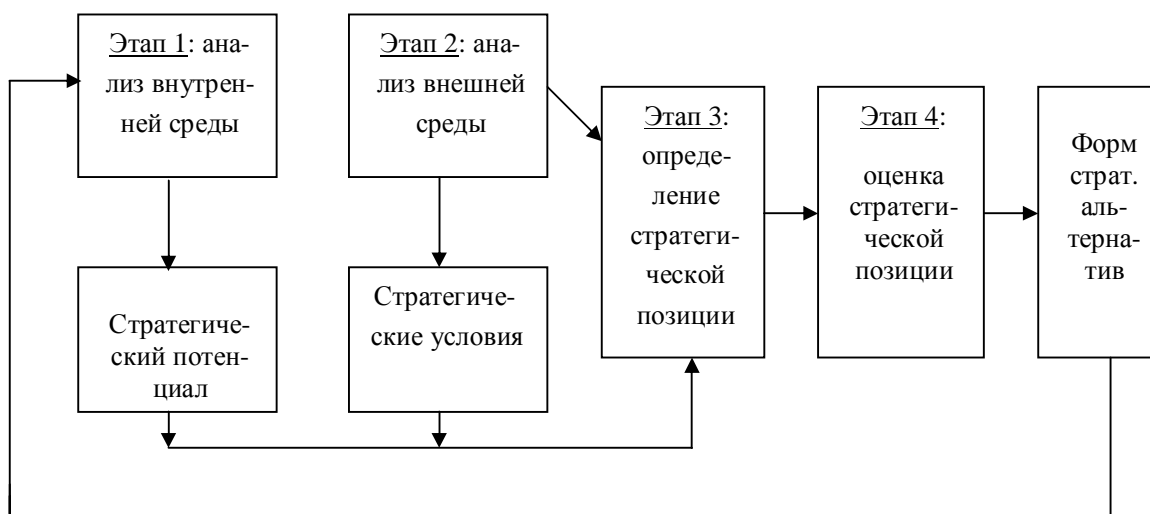 Этап 1: ана-
лиз внутрен-
ней среды
Этап 2: ана-
лиз внешней
среды
Этап 3:
опреде-
ление
стратеги-
ческой
позиции
Этап 4:
оценка
стратеги-
ческой
позиции
Форм
страт.
аль-
терна-
тив
Стратегиче-
ский потен-
циал
Стратегиче-
ские условия